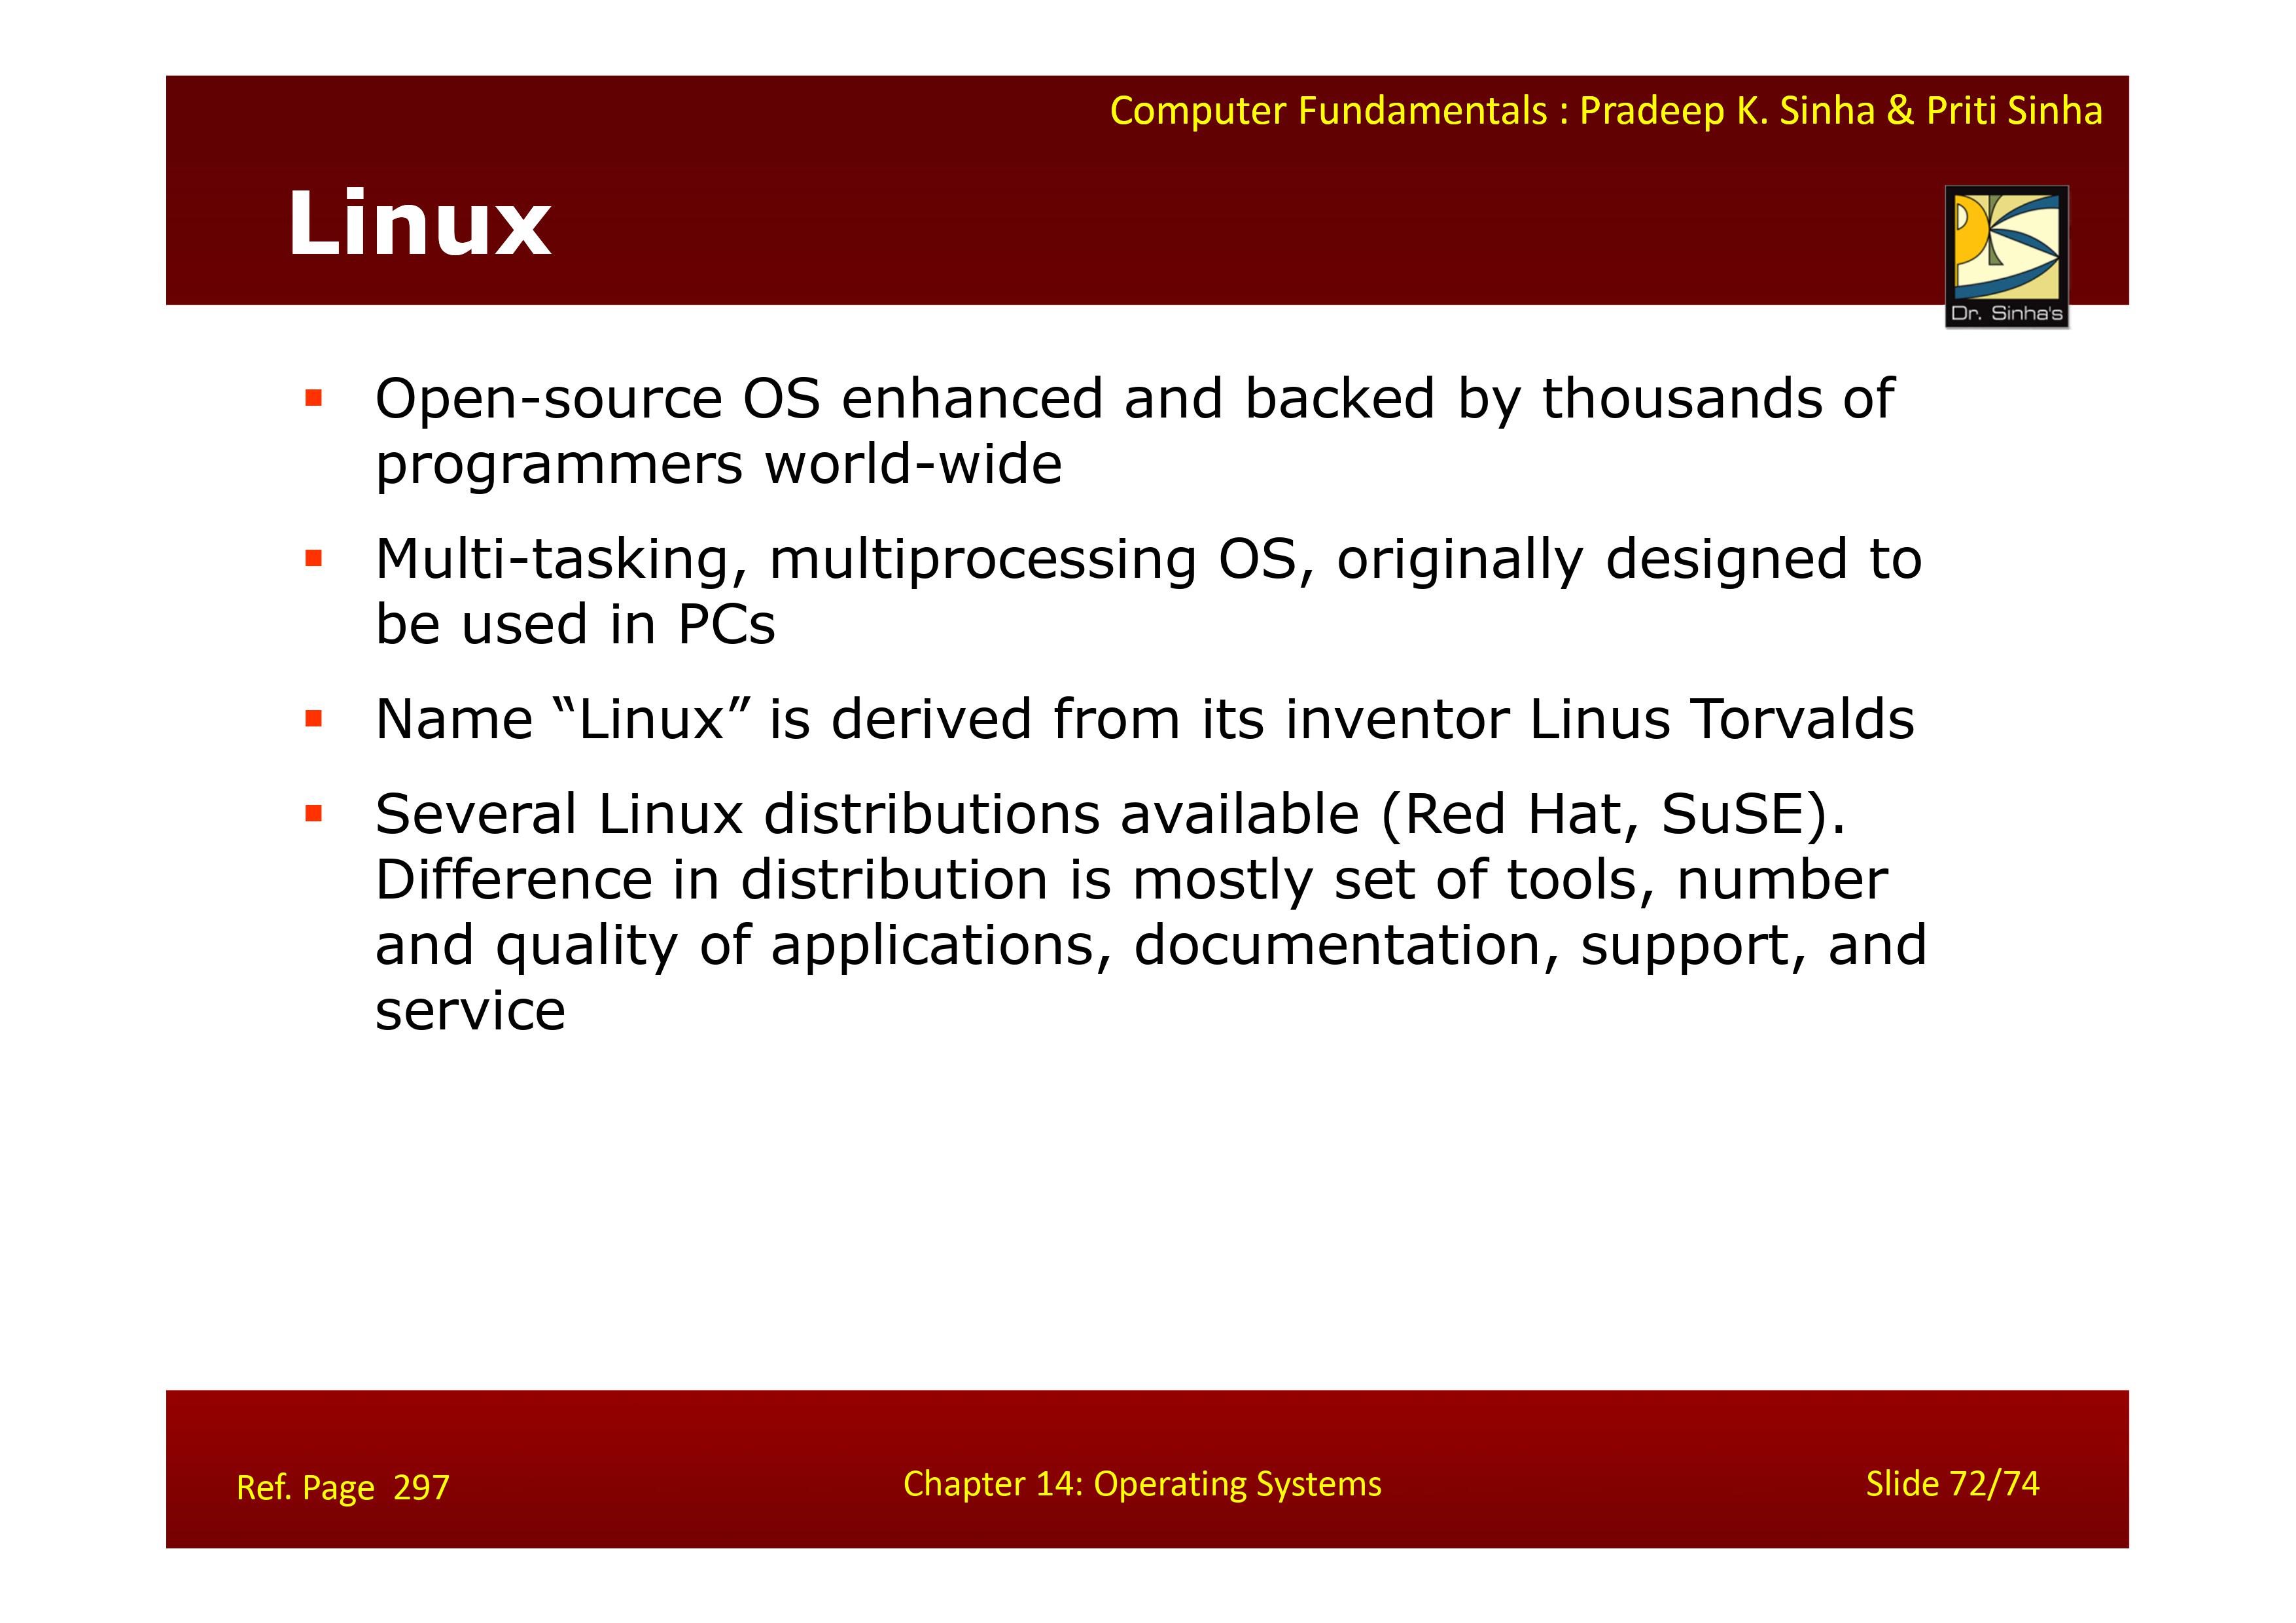 Computer Fundamentals : Pradeep K. Sinha & Priti Sinha
Linux
Dr. Sinha's
▪ Open-source OS enhanced and backed by thousands of
programmers world-wide
▪ Multi-tasking, multiprocessing OS, originally designed to
be used in PCs
▪ Name “Linux” is derived from its inventor Linus Torvalds
▪ Several Linux distributions available (Red Hat, SuSE).
Difference in distribution is mostly set of tools, number
and quality of applications, documentation, support, and
service
Ref. Page 297
Chapter 14: Operating Systems
Slide 72/74